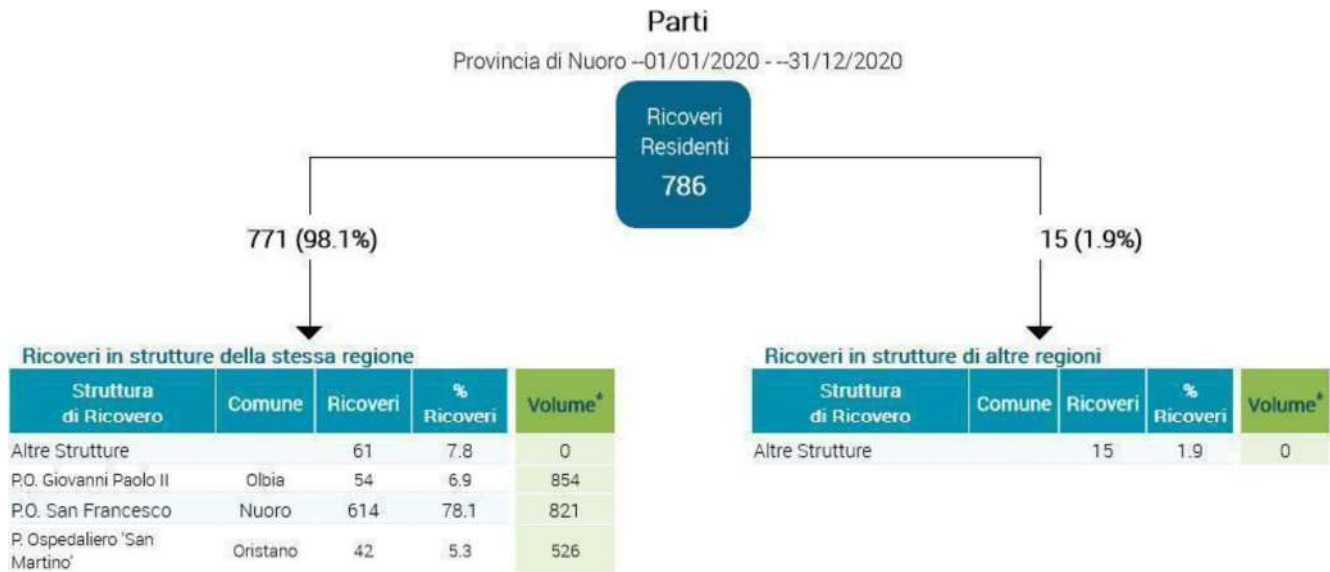 Parti
Provincia di Nuoro --01/01/2020 - --31/12/2020
Ricoveri
Residenti
786
771 (98.1%)
15 (1.9%)
Ricoveri in strutture della stessa regione
Struttura di Ricovero Comune Ricoveri % Ricoveri Volume*
Altre Strutture 61 7.8 0
P.O. Giovanni Paolo II Olbia 54 6.9 854
P.O. San Francesco Nuoro 614 78.1 821
P. Ospedaliero 'San Martino' Oristano 42 5.3 526
Ricoveri in strutture di altre regioni
Struttura di Ricovero Comune Ricoveri % Ricoveri Volume*
Altre Strutture 15 1.9 0